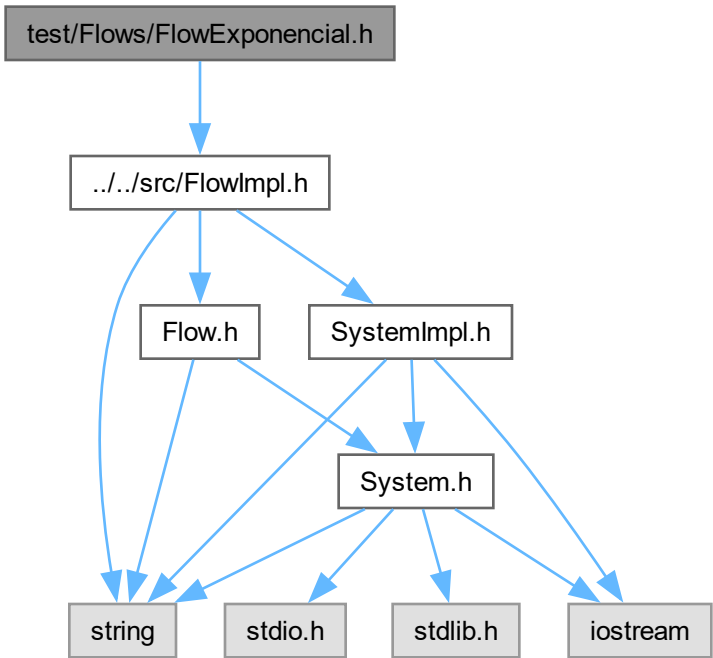 test/Flows/FlowExponencial.h
../../src/FlowImpl.h
Flow.h
SystemImpl.h
System.h
string
stdio.h
stdlib.h
iostream